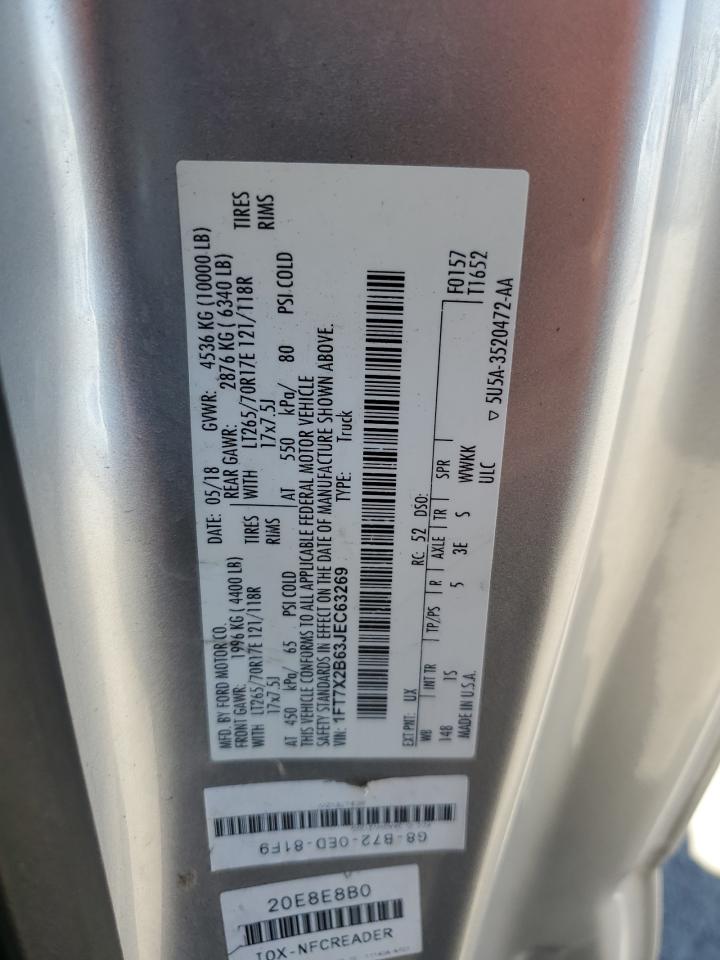 MFD. BY FORD MOTOR CO.
DATE: 05/18 GVWR: 4536 KG (10000 LB)
FRONT GAWR: 1996 KG ( 4400 LB) REAR GAWR: 2876 KG ( 6340 LB)
WITH LT265/70R17E 121/118R TIRES WITH LT265/70R17E 121/118R TIRES
17x7.5J RIMS 17x7.5J RIMS
AT 450 kPa/ 65 PSI COLD AT 550 kPa/ 80 PSI COLD
THIS VEHICLE CONFORMS TO ALL APPLICABLE FEDERAL MOTOR VEHICLE
SAFETY STANDARDS IN EFFECT ON THE DATE OF MANUFACTURE SHOWN ABOVE.
VIN: 1FT7X2B63JEC63269 TYPE: Truck
EXT PNT: UX RC: 52 DSO: F0157
T1652
WB INT TR TP/PS R AXLE TR SPR
148 IS 5 3E S WWKK
MADE IN U.S.A. ULC ▽ 5U5A-3520472-AA
G8-B72-0ED-81F9
20E8E8B0
TOX-NFCREADER